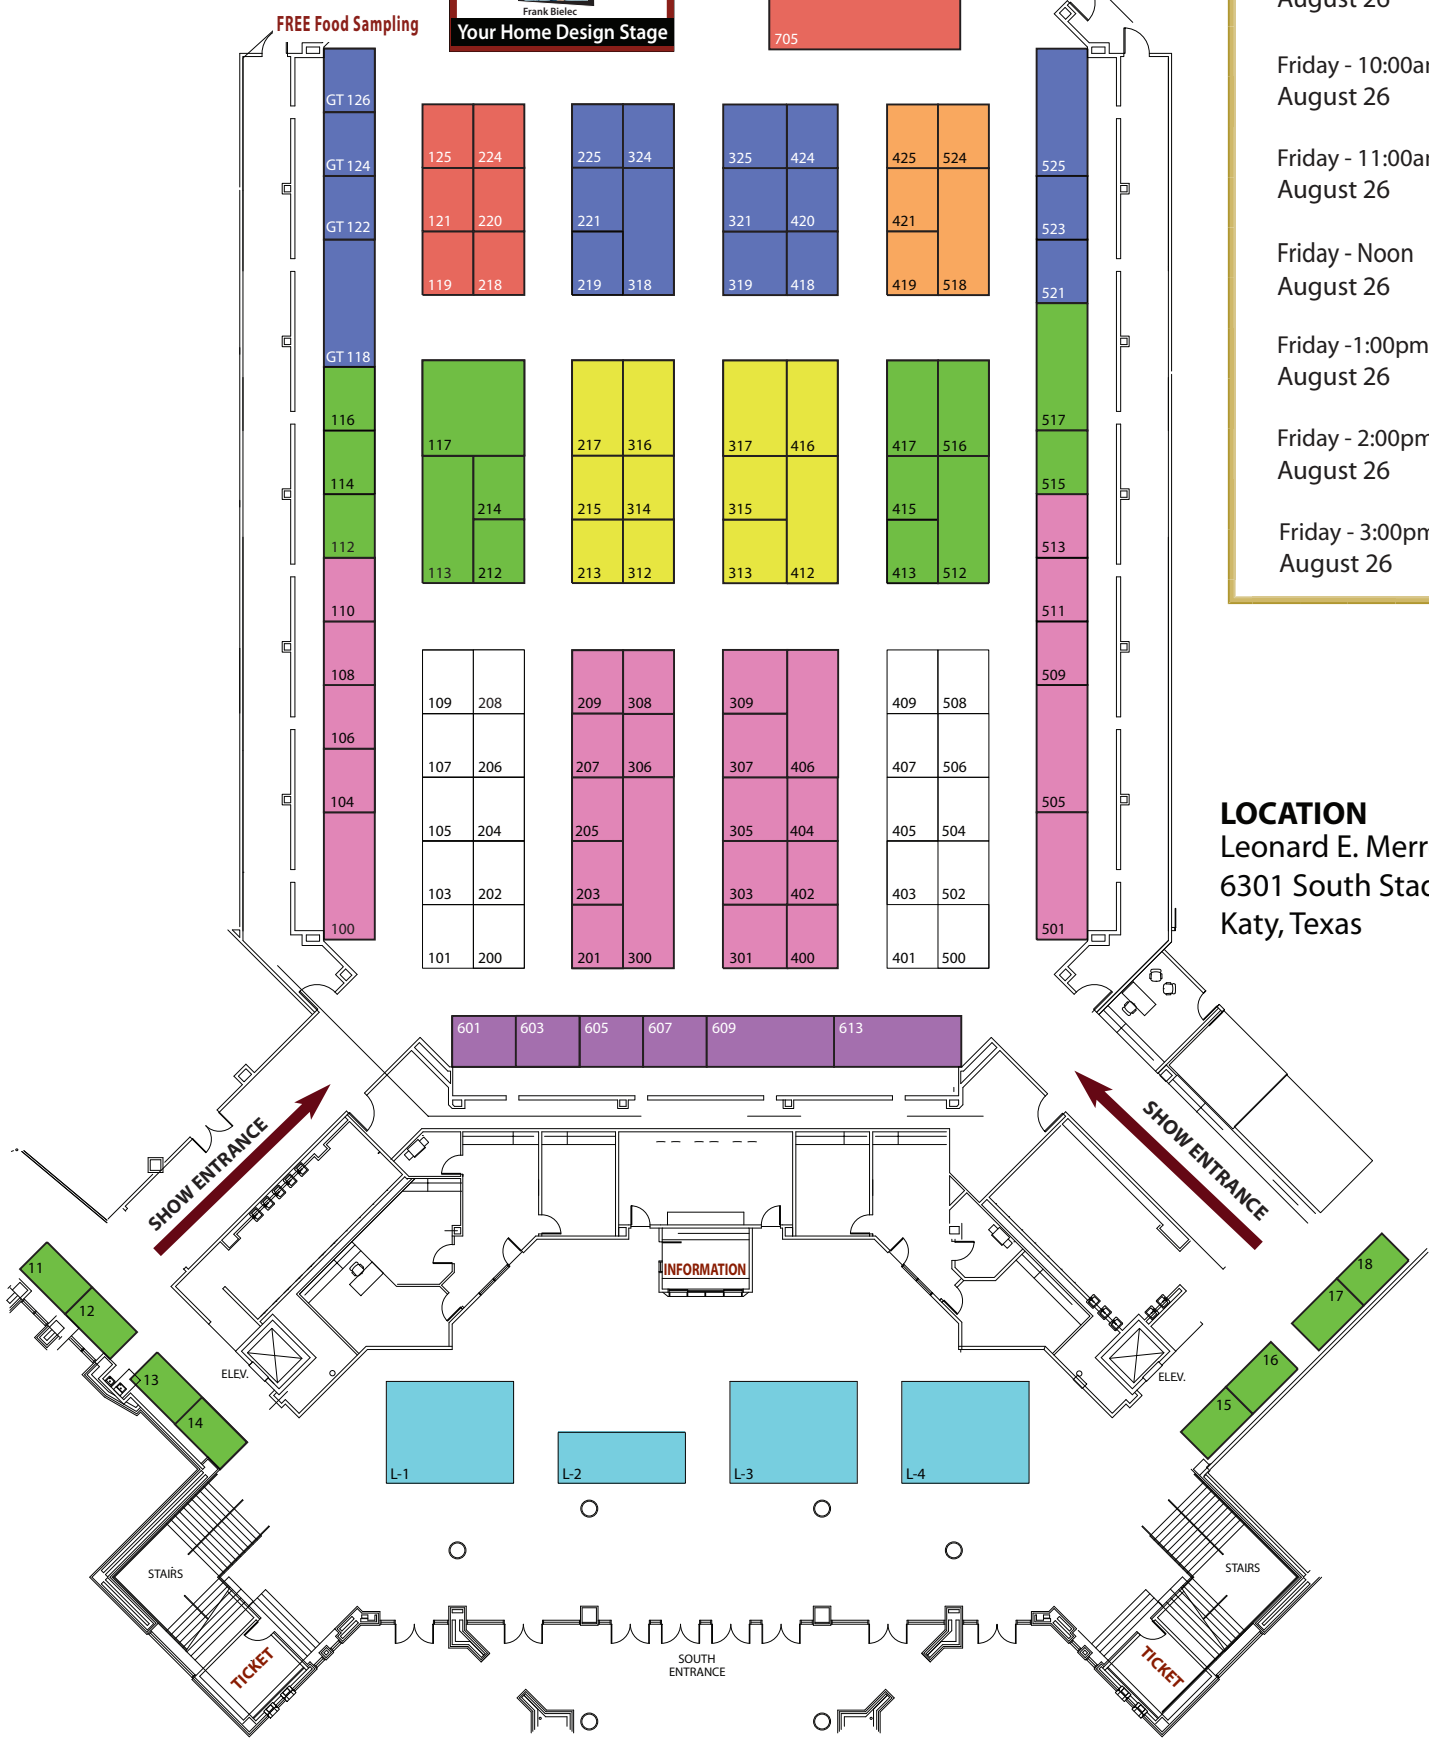 FREE Food Sampling
Frank Bielec
Your Home Design Stage
705
August 26
Friday - 10:00
August 26
Friday - 11:00
August 26
Friday - Noon
August 26
Friday -1:00pm
August 26
Friday - 2:00pm
August 26
Friday - 3:00pm
August 26
GT 126
GT 124
GT 122
GT 118
116
114
112
110
108
106
104
100
125 224
121 220
119 218
225 324
221
219 318
325 424
321 420
319 418
425 524
421
419 518
525
523
521
517
515
513
511
509
505
501
117
214
113 212
217 316
215 314
213 312
317 416
315
313 412
417 516
415
413 512
109 208
107 206
105 204
103 202
101 200
209 308
207 306
205
203
201 300
309
307 406
305 404
303 402
301 400
409 508
407 506
405 504
403 502
401 500
LOCATION
Leonard E.
6301 South
Katy, Texas
601 603 605 607 609 613
SHOW ENTRANCE
SHOW ENTRANCE
INFORMATION
11
12
13
14
18
17
16
15
ELEV.
ELEV.
L-1 L-2 L-3 L-4
STAIRS
STAIRS
TICKET
TICKET
SOUTH
ENTRANCE